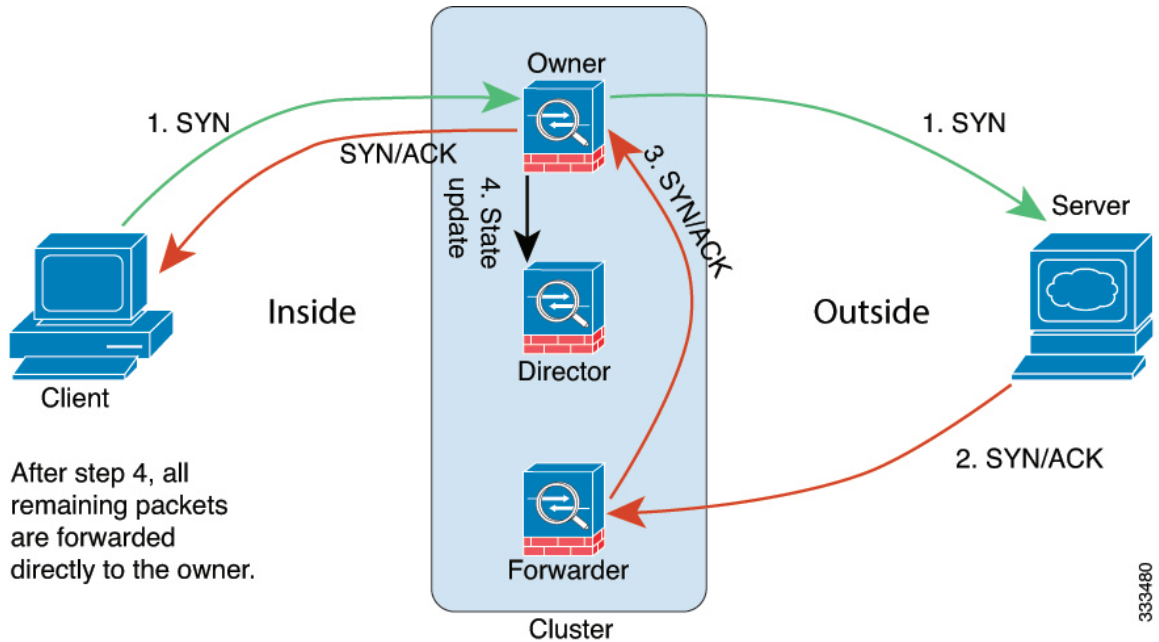 Owner
1. SYN
1. SYN
SYN/ACK
3. SYN/ACK
4. State
update
Server
Inside
Outside
Director
Client
2. SYN/ACK
After step 4, all
remaining packets
are forwarded
directly to the owner.
Forwarder
Cluster
333480